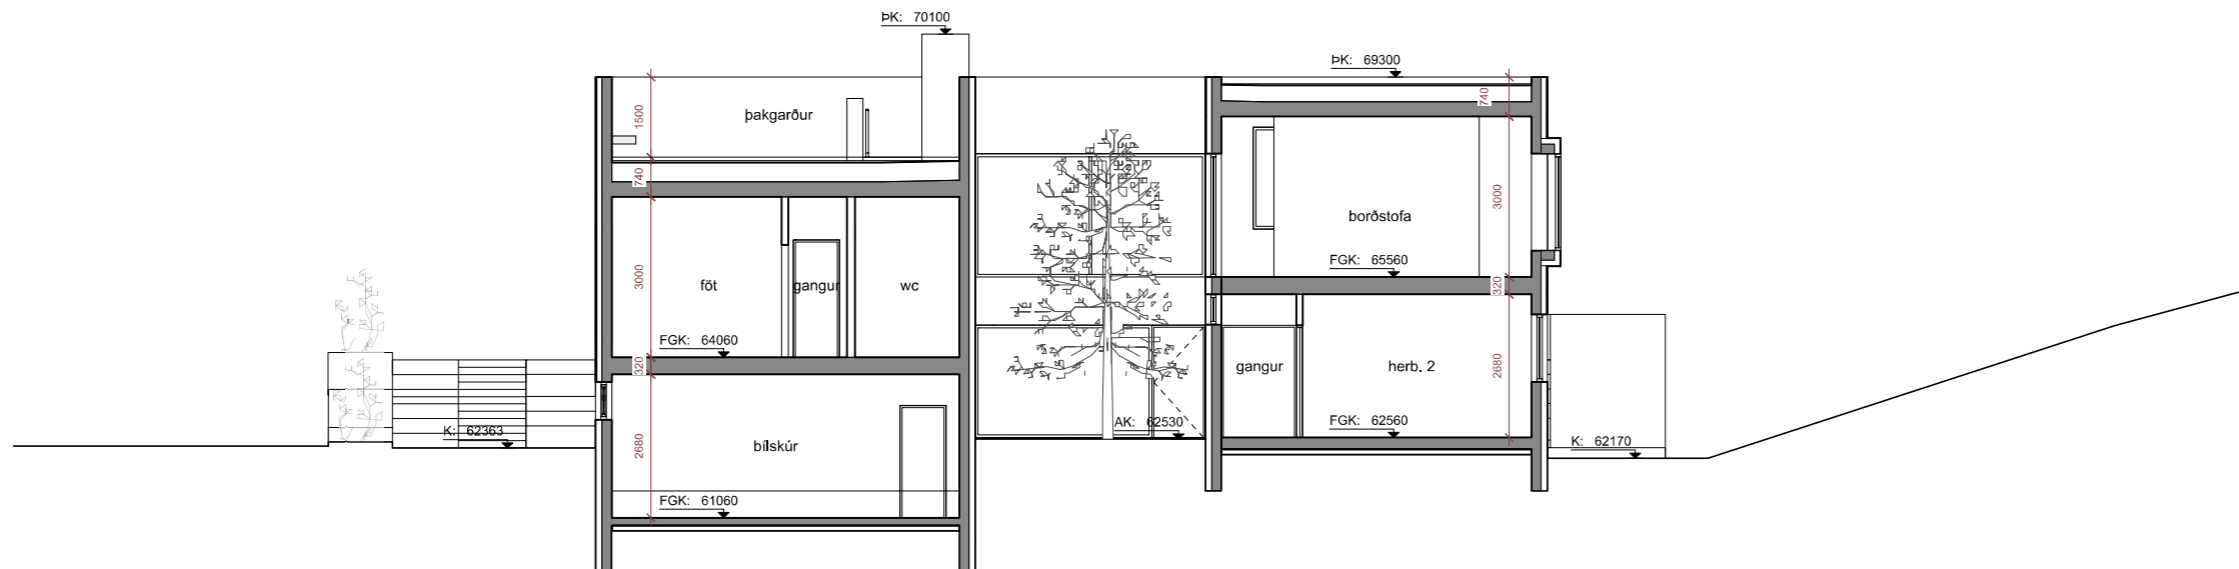 ÞK: 70100
ÞK: 69300
1500
þakgarður
740
740
3000
föt
gangur
wc
3000
borðstofa
FGK: 65560
FGK: 64060
320
320
gangur
herb. 2
2680
AK: 62530
FGK: 62560
K: 62363
K: 62170
2680
bílskúr
FGK: 61060